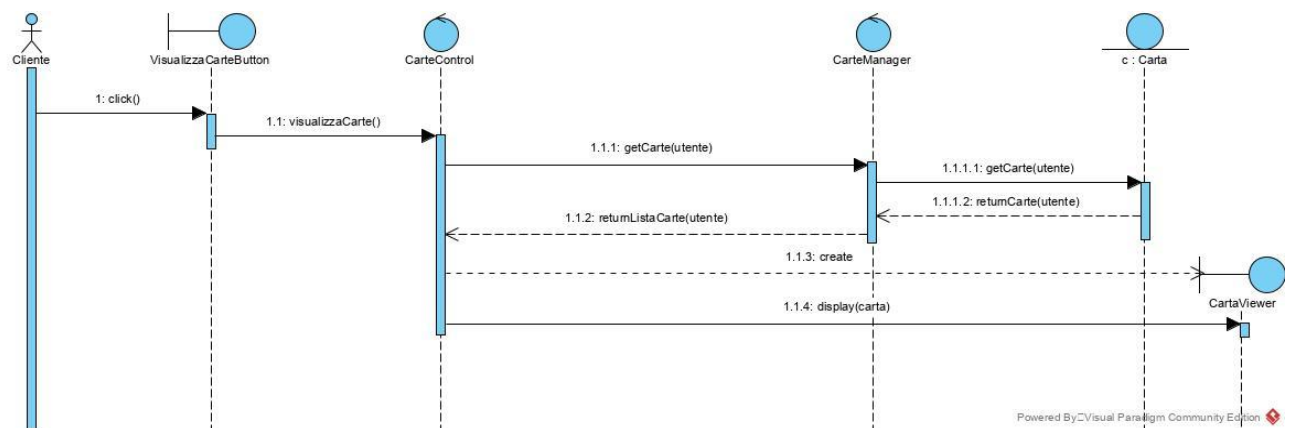 Cliente
VisualizzaCarteButton
CarteControl
CarteManager
c : Carta
1: click()
1.1: visualizzaCarte()
1.1.1: getCarte(utente)
1.1.1.1: getCarte(utente)
1.1.1.2: returnCarte(utente)
1.1.2: returnListaCarte(utente)
1.1.3: create
CartaViewer
1.1.4: display(carta)
Powered By Visual Paradigm Community Edition